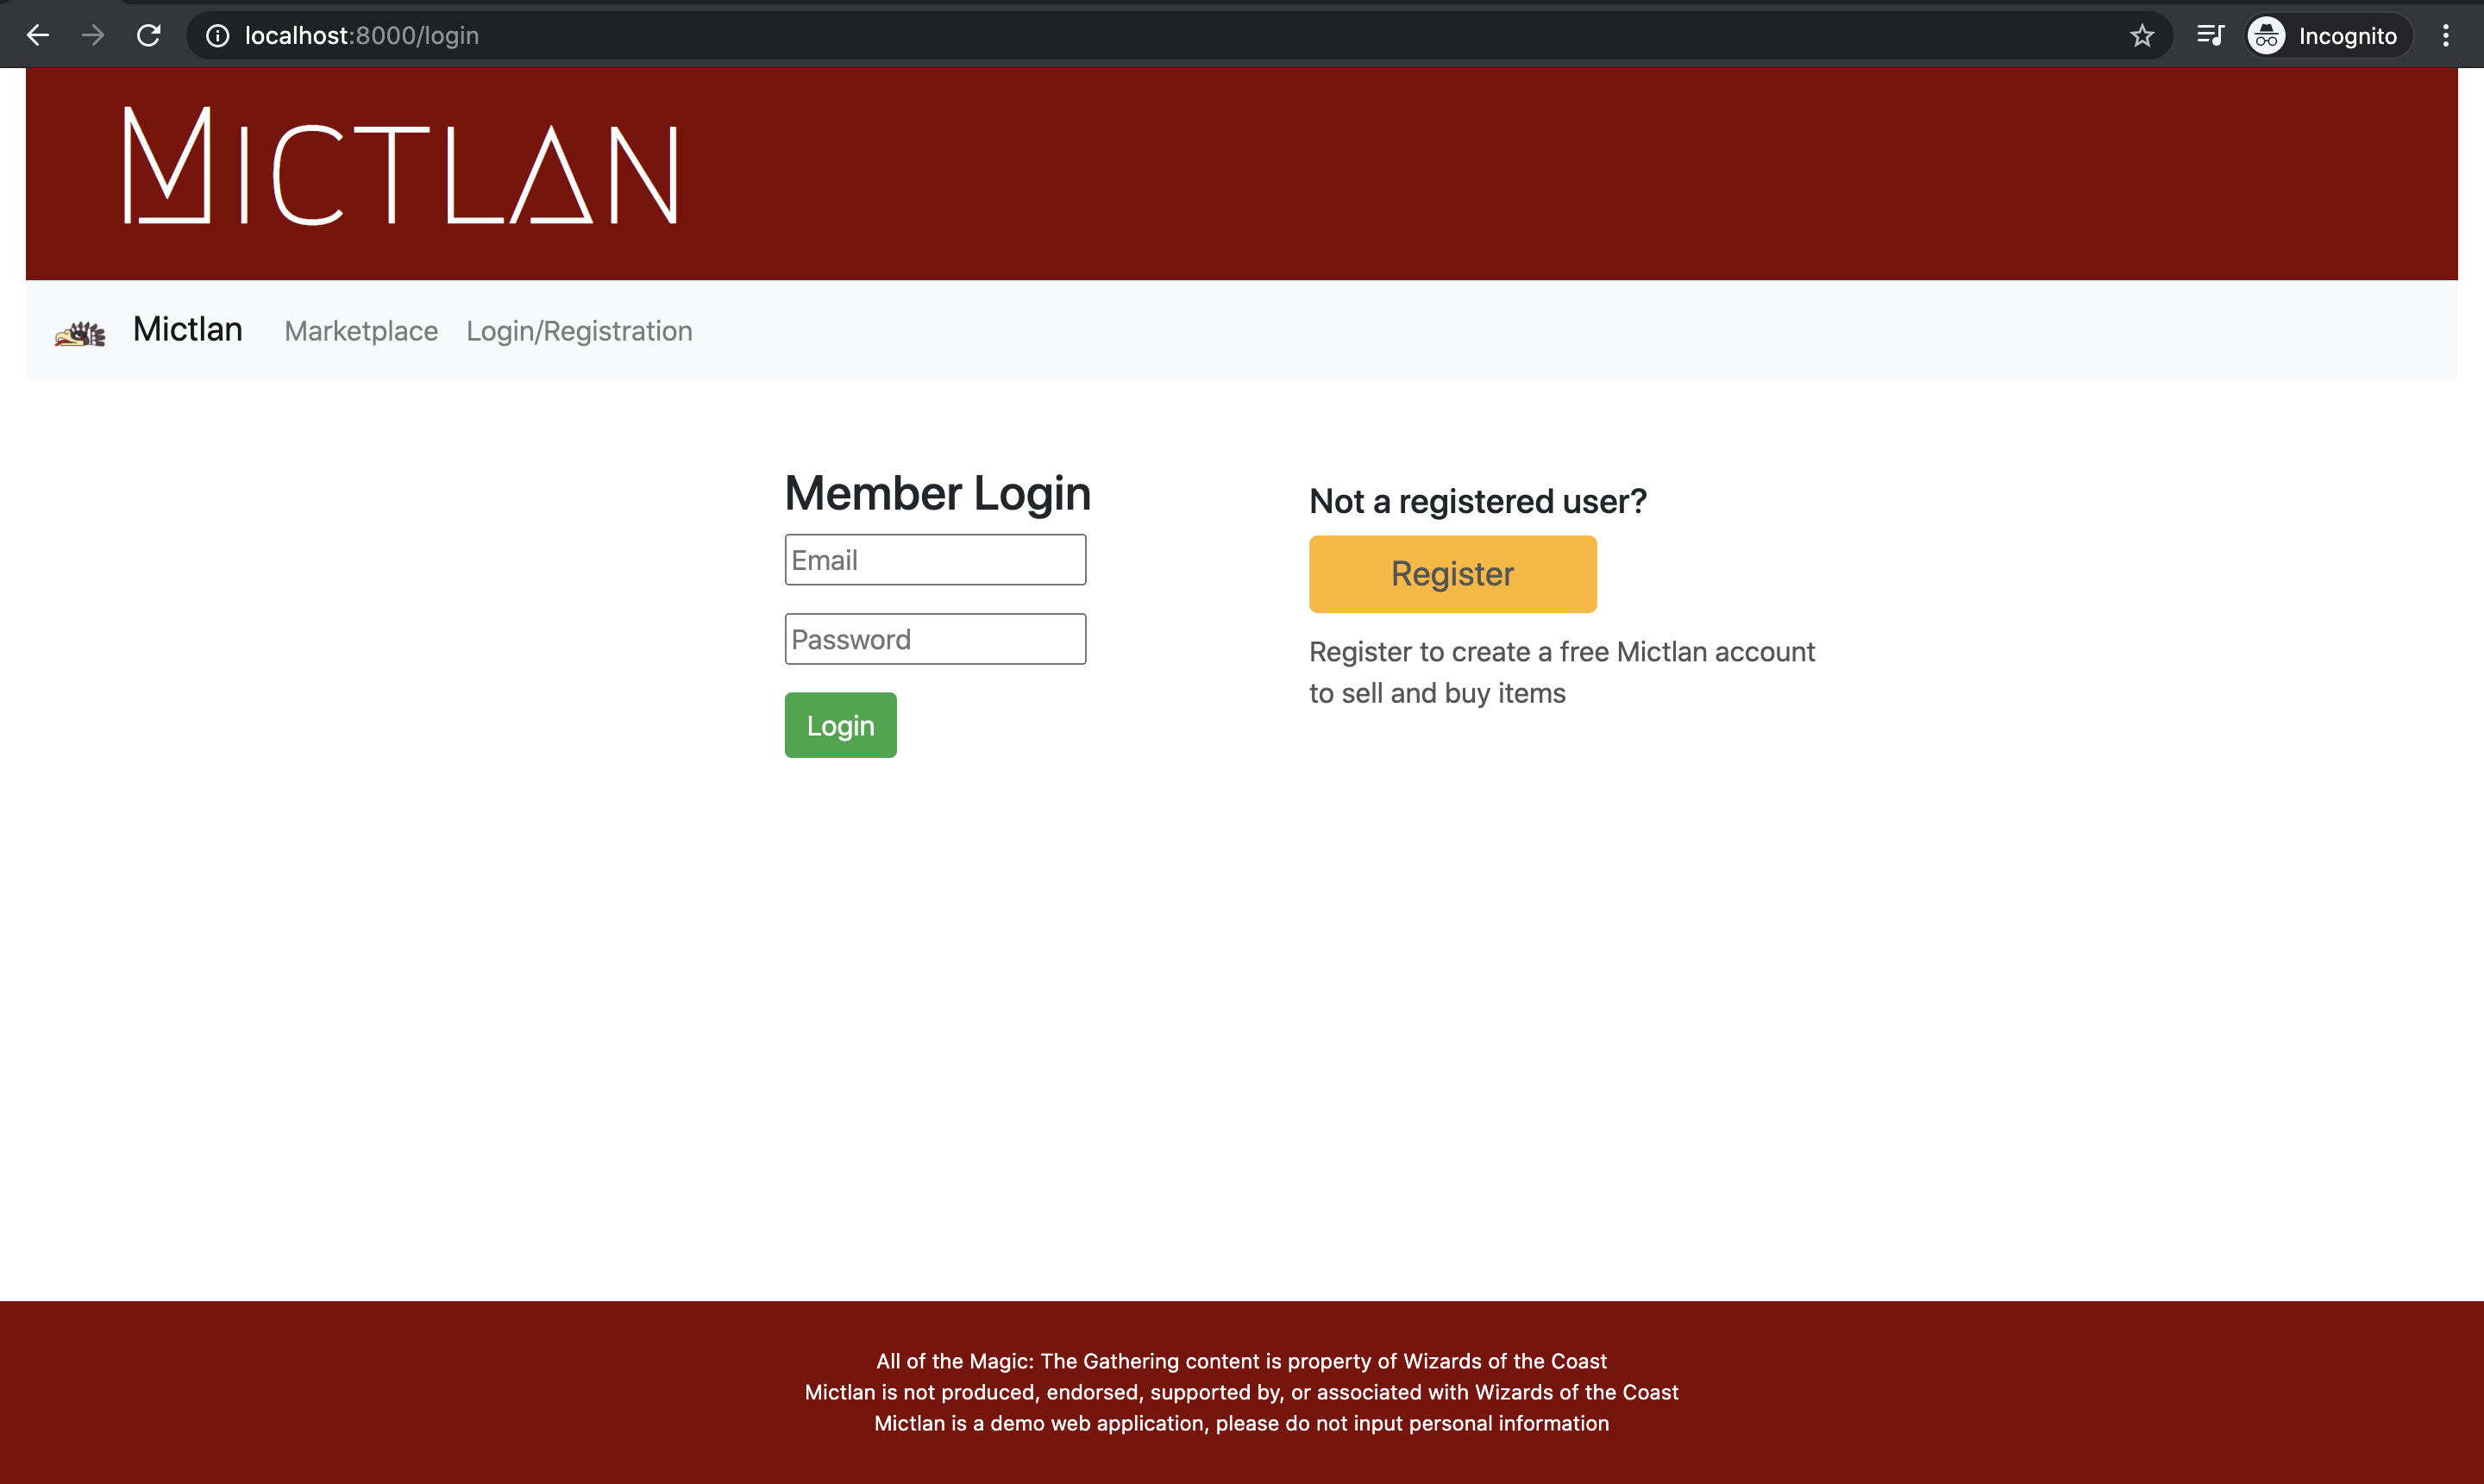 localhost:8000/login
Incognito
MICTLAN
Mictlan Marketplace Login/Registration
Member Login
Email
Password
Login
Not a registered user?
Register
Register to create a free Mictlan account
to sell and buy items
All of the Magic: The Gathering content is property of Wizards of the Coast
Mictlan is not produced, endorsed, supported by, or associated with Wizards of the Coast
Mictlan is a demo web application, please do not input personal information